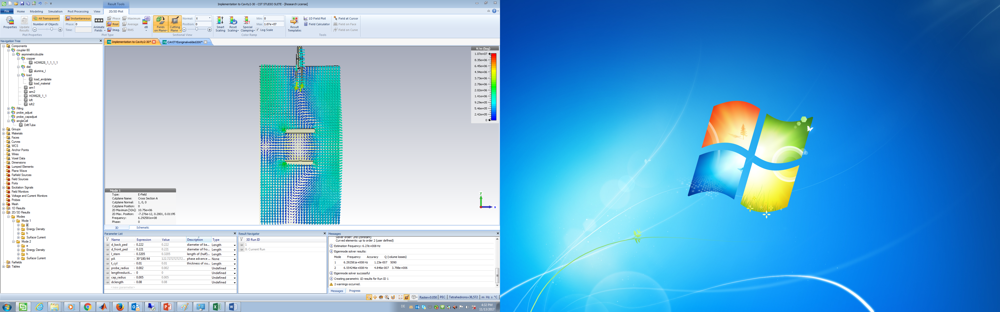 Result Tools
Implementation to Cavity2-30 - CST STUDIO SUITE - [Research License]
File Home Modeling Simulation Post Processing View 2D/3D Plot
Properties
Update Results
All Transparent
Number of Objects
Plot Properties
Instantaneous
Phase: 0
Time:
Animate Fields
Phase
Real
Imag.
Maximum
Average
RMS
dB
Plot Type
Fields on Plane
Cutting Plane
Normal: X
Position: 0
Sectional View
Smart Scaling
Reset Scaling
Special Clamping
Min: 0
Max: 1.07e+07
Log Scale
Color Ramp
Result Templates
1D Field Plot
Field Calculator
Field at Cursor
Field on Face
Field on Curve
Tools
Navigation Tree
Components
coupler-90
asymmetricdouble
copper
HOM628_1_1_1_1
diel
alumina_l
load
load_endplate
load_material
arm1
arm2
HOM628_1_1
loft
loft2
Filling
probe_adjust
probe_capadjust
singleCell
DriftTube
Groups
Materials
Faces
Curves
WCS
Anchor Points
Wires
Voxel Data
Dimensions
Lumped Elements
Plane Wave
Farfield Sources
Field Sources
Ports
Excitation Signals
Field Monitors
Voltage and Current Monitors
Probes
Mesh
1D Results
2D/3D Results
Modes
Mode 1
e
Energy Density
h
Surface Current
Mode 2
e
Energy Density
h
Surface Current
Farfields
Tables
Implementation to Cavity2-30*
CAVITYEoriginalwelded200*
V/m (log)
1.07e+07
8.35e+06
6.45e+06
4.94e+06
3.73e+06
2.78e+06
2.02e+06
1.41e+06
9.29e+05
5.46e+05
2.42e+05
0
y
z
Mode 1
Type: E-Field
Cutplane Name: Cross Section A
Cutplane Normal: 1, 0, 0
Cutplane Position: 0
2D Maximum [V/m]: 10.75e+06
2D Max. Position: -7.276e-12, 0.2801, 0.01195
Frequency: 6.292581e+08
Phase: 0
3D Schematic
Parameter List
Name Expression Value Description Type
d_back_ped = 0.222 0.222 diameter of ba... Length
d_front_ped = 0.221 0.221 diameter of fro... Length
l_stem = 0.3205 0.3205 length of (half)... Length
pA = 30*180/44 122.7272727272... phase advance ... None
t_cyl = 0.01 0.01 thickness of ou... Length
probe_radius = 0.002 0.002 Undefined
lengthreducti... = 0 0 Undefined
cap_radius = 0.005 0.005 Undefined
dclength = 0.08 0.08 Undefined
<new parameter>
Result Navigator
3D Run ID
1
0: Current Run
Messages
Solver order: 2nd (constant)
Curved elements: up to order 2 (user defined)
Estimation frequency: 6.27e+008 Hz
Eigenmode solver results:
Mode Frequency Accuracy Q (volume losses)
1 6.292581e+008 Hz 1.23e-007 5090
2 6.554246e+008 Hz 4.846e-007 3.798e+006
Eigenmode solver successful
Creating parametric 1D results for Run ID 1
2 warnings occurred.
Messages Progress
Raster=0.050 PEC Tetrahedrons=36,572 m Hz s °C
DE
4:32 PM
11/13/2017